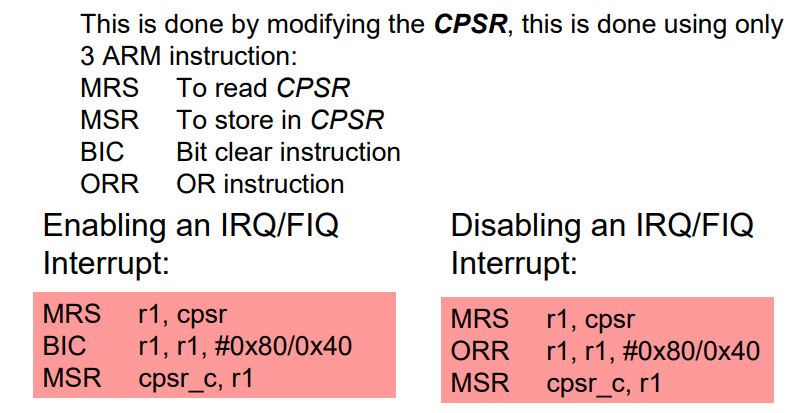 This is done by modifying the CPSR, this is done using only
3 ARM instruction:
MRS To read CPSR
MSR To store in CPSR
BIC Bit clear instruction
ORR OR instruction
Enabling an IRQ/FIQ
Interrupt:
MRS r1, cpsr
BIC r1, r1, #0x80/0x40
MSR cpsr_c, r1
Disabling an IRQ/FIQ
Interrupt:
MRS r1, cpsr
ORR r1, r1, #0x80/0x40
MSR cpsr_c, r1